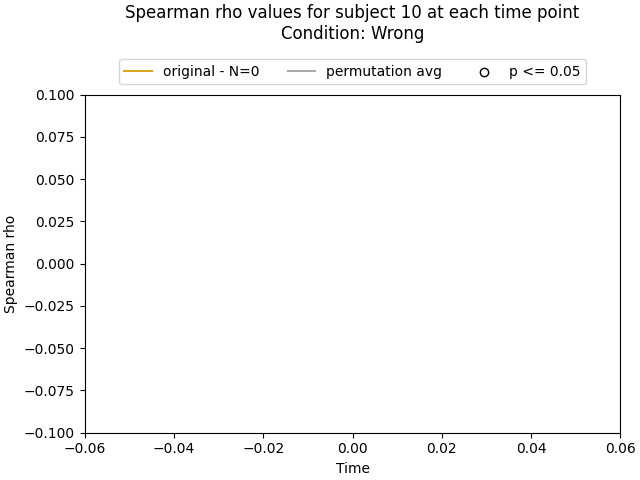 Spearman rho values for subject 10 at each time point
Condition: Wrong
original - N=0 permutation avg p <= 0.05
0.100
0.075
0.050
0.025
0.000
−0.025
−0.050
−0.075
−0.100
Spearman rho
−0.06 −0.04 −0.02 0.00 0.02 0.04 0.06
Time